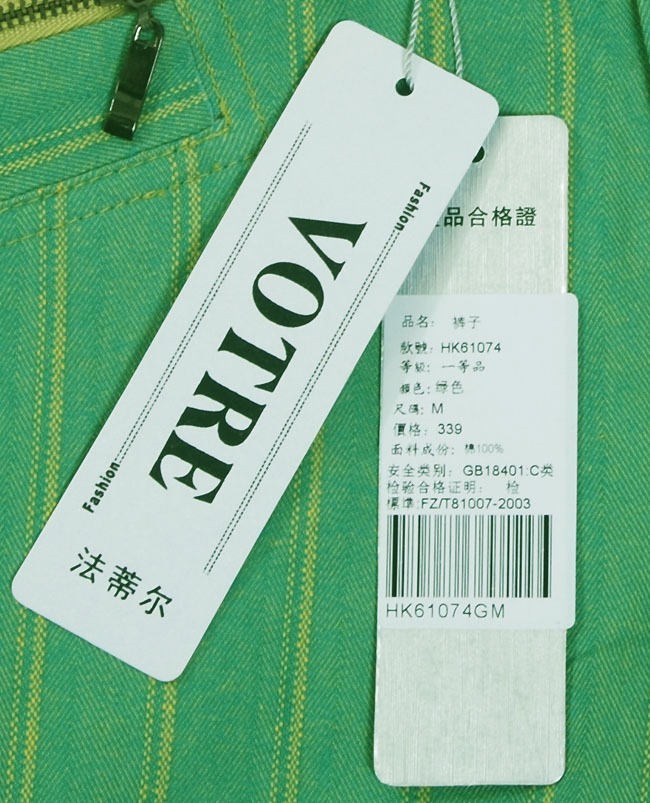 Fashion
VOTRE
Fashion
法蒂尔
品合格證
品名: 裤子
款號: HK61074
等級: 一等品
顏色: 绿色
尺碼: M
價格: 339
面料成份: 棉100%
安全类别: GB18401:C类
检验合格证明: 检
標準:FZ/T81007-2003
HK61074GM